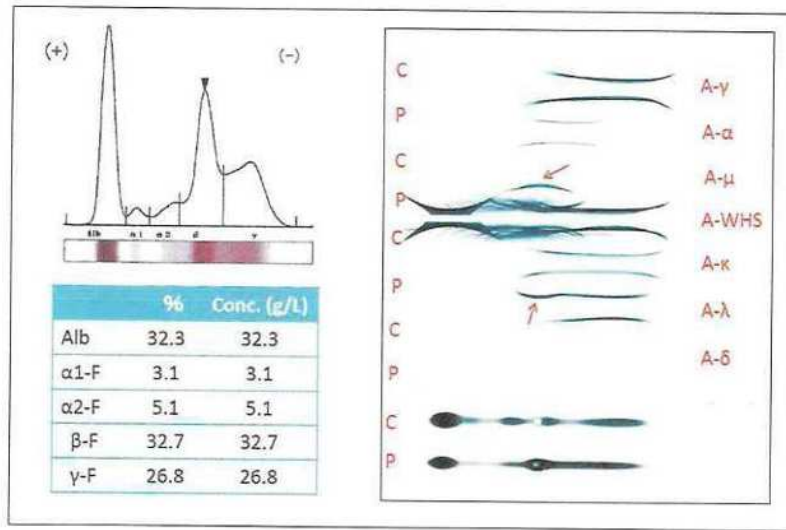 (+)
(−)
Alb
α1
α2
β
γ
% Conc. (g/L)
Alb 32.3 32.3
α1-F 3.1 3.1
α2-F 5.1 5.1
β-F 32.7 32.7
γ-F 26.8 26.8
C
A-γ
P
A-α
C
A-μ
P
A-WHS
C
A-κ
P
A-λ
C
A-δ
P
C
P